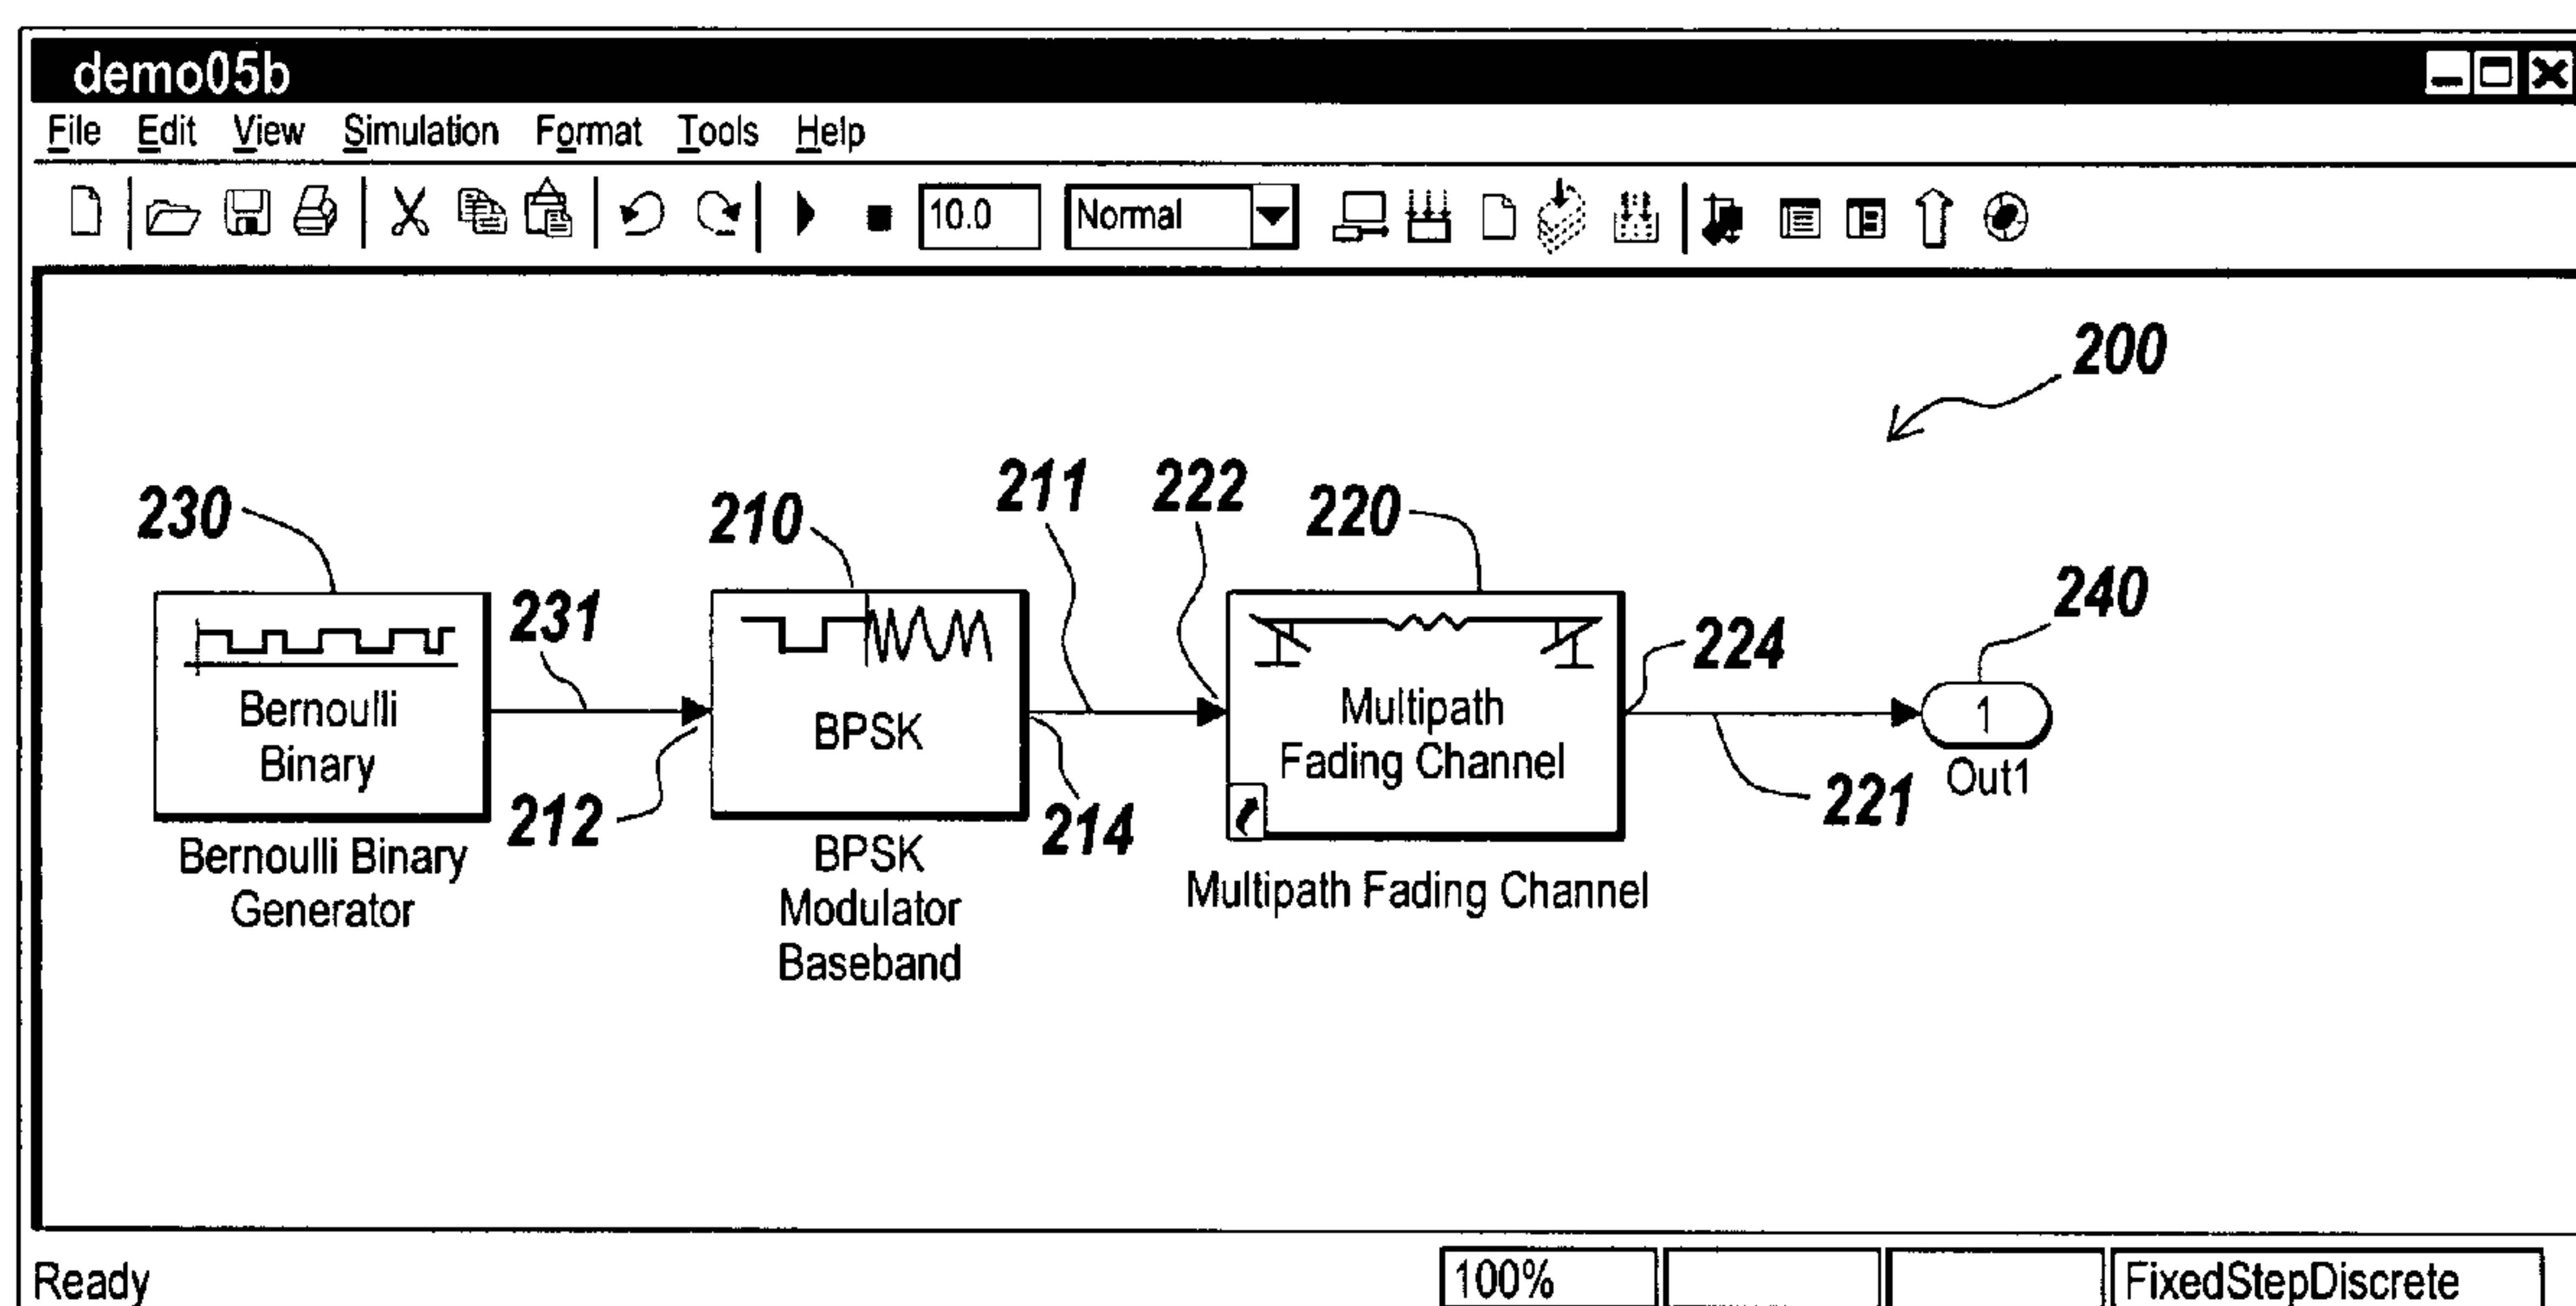 demo05b
File Edit View Simulation Format Tools Help
10.0 Normal
200
230
210
211
222
220
240
231
224
Bernoulli
Binary
BPSK
Multipath
Fading Channel
1
Out1
212
214
221
Bernoulli Binary
Generator
BPSK
Modulator
Baseband
Multipath Fading Channel
Ready 100% FixedStepDiscrete